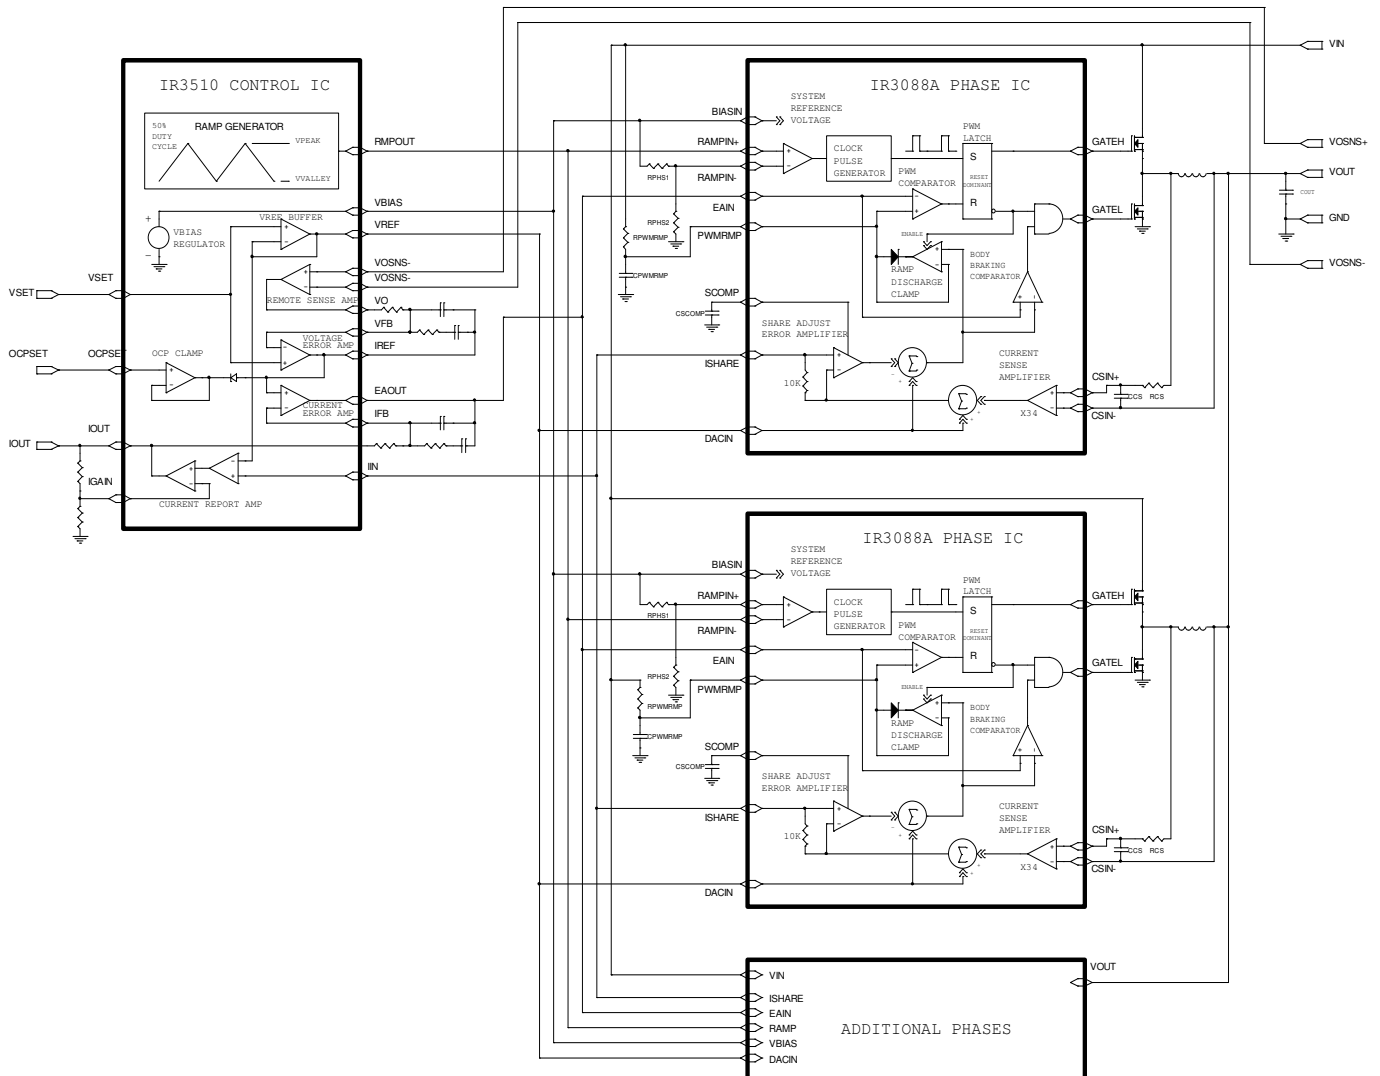 VIN
IR3510 CONTROL IC
50%
DUTY
CYCLE
RAMP GENERATOR
VPEAK
VVALLEY
RMPOUT
VBIAS
VREF
VREF BUFFER
+
−
VBIAS
REGULATOR
VOSNS-
VOSNS-
REMOTE SENSE AMP
VSET
VSET
VO
VFB
VOLTAGE
ERROR AMP
IREF
OCPSET
OCPSET
OCP CLAMP
EAOUT
CURRENT
ERROR AMP
IFB
IOUT
IOUT
IIN
IGAIN
CURRENT REPORT AMP
IR3088A PHASE IC
SYSTEM
REFERENCE
VOLTAGE
BIASIN
RAMPIN+
RPHS1
RAMPIN-
CLOCK
PULSE
GENERATOR
PWM
LATCH
S
RESET
DOMINANT
R
PWM
COMPARATOR
GATEH
EAIN
RPHS2
RPWMRMP
PWMRMP
GATEL
CPWMRMP
ENABLE
RAMP
DISCHARGE
CLAMP
BODY
BRAKING
COMPARATOR
SCOMP
CSCOMP
SHARE ADJUST
ERROR AMPLIFIER
ISHARE
10K
Σ
Σ
CURRENT
SENSE
AMPLIFIER
X34
CSIN+
CCS RCS
CSIN-
DACIN
VOSNS+
VOUT
COUT
GND
VOSNS-
IR3088A PHASE IC
SYSTEM
REFERENCE
VOLTAGE
BIASIN
RAMPIN+
RPHS1
RAMPIN-
CLOCK
PULSE
GENERATOR
PWM
LATCH
S
RESET
DOMINANT
R
PWM
COMPARATOR
GATEH
EAIN
RPHS2
PWMRMP
RPWMRMP
GATEL
CPWMRMP
ENABLE
RAMP
DISCHARGE
CLAMP
BODY
BRAKING
COMPARATOR
SCOMP
CSCOMP
SHARE ADJUST
ERROR AMPLIFIER
ISHARE
10K
Σ
Σ
CURRENT
SENSE
AMPLIFIER
X34
CSIN+
CCS RCS
CSIN-
DACIN
VIN
ISHARE
EAIN
RAMP
VBIAS
DACIN
ADDITIONAL PHASES
VOUT